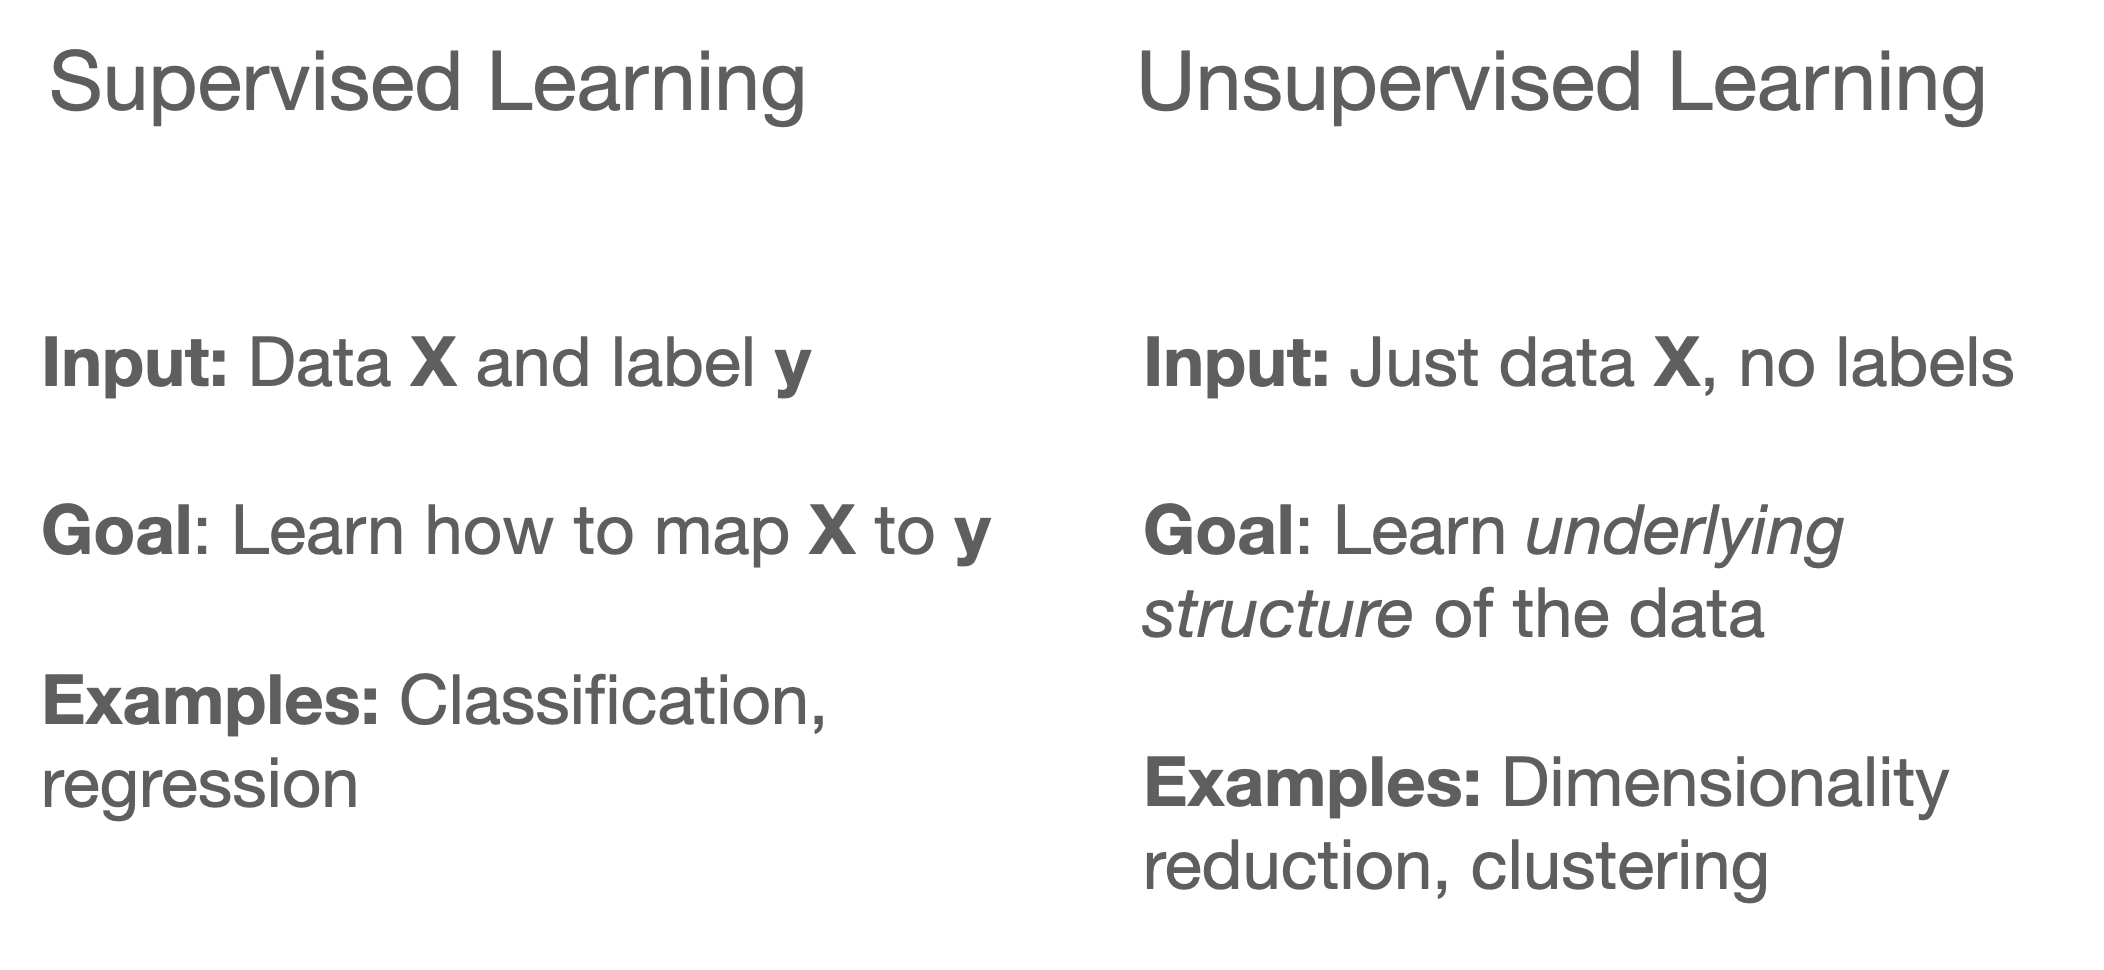 Supervised Learning
Input: Data X and label y
Goal: Learn how to map X to y
Examples: Classification,
regression
Unsupervised Learning
Input: Just data X, no labels
Goal: Learn underlying
structure of the data
Examples: Dimensionality
reduction, clustering